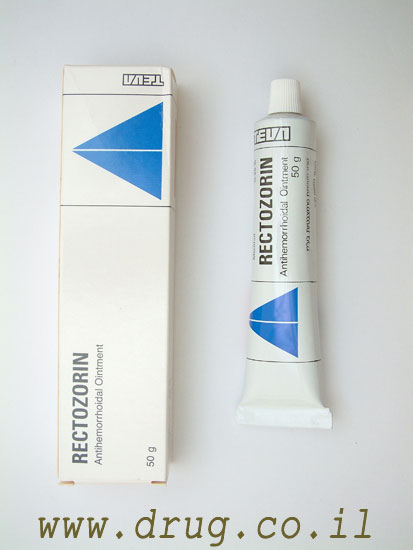 TEVA
RECTOZORIN
Antihemorrhoidal Ointment
50 g
TEVA
RECTOZORIN
Antihemorrhoidal Ointment
50 g
www.drug.co.il